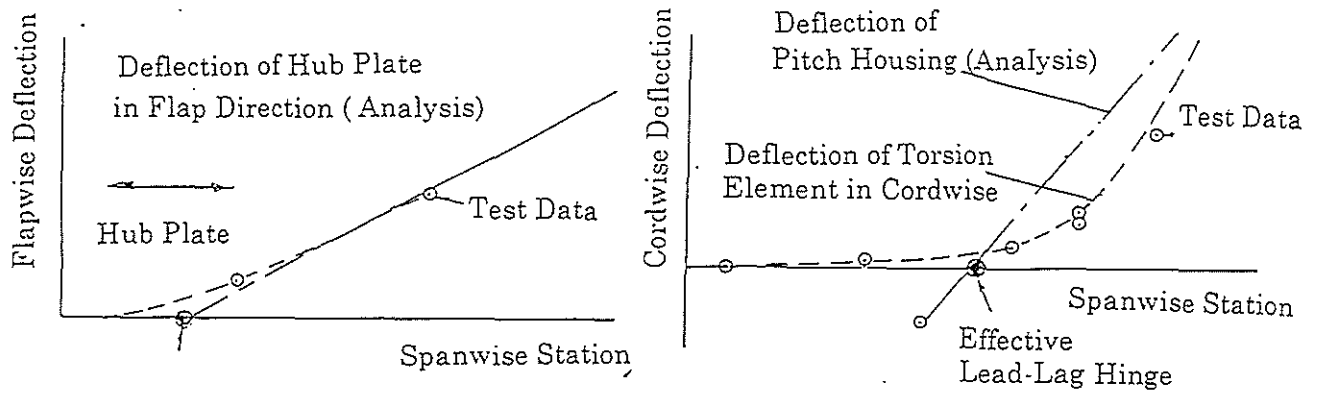 Flapwise Deflection
Deflection of Hub Plate
in Flap Direction ( Analysis)
Hub Plate
Test Data
Spanwise Station
Cordwise Deflection
Deflection of
Pitch Housing (Analysis)
Test Data
Deflection of Torsion
Element in Cordwise
Spanwise Station
Effective
Lead-Lag Hinge